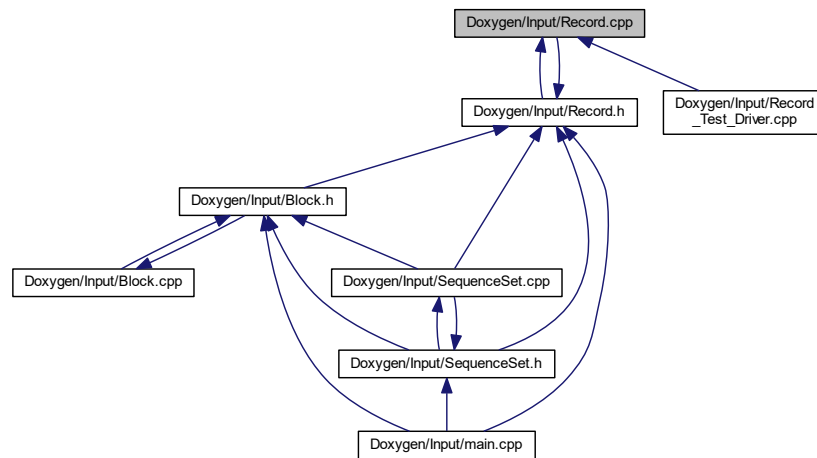 Doxygen/Input/Record.cpp
Doxygen/Input/Record.h
Doxygen/Input/Record
_Test_Driver.cpp
Doxygen/Input/Block.h
Doxygen/Input/Block.cpp
Doxygen/Input/SequenceSet.cpp
Doxygen/Input/SequenceSet.h
Doxygen/Input/main.cpp